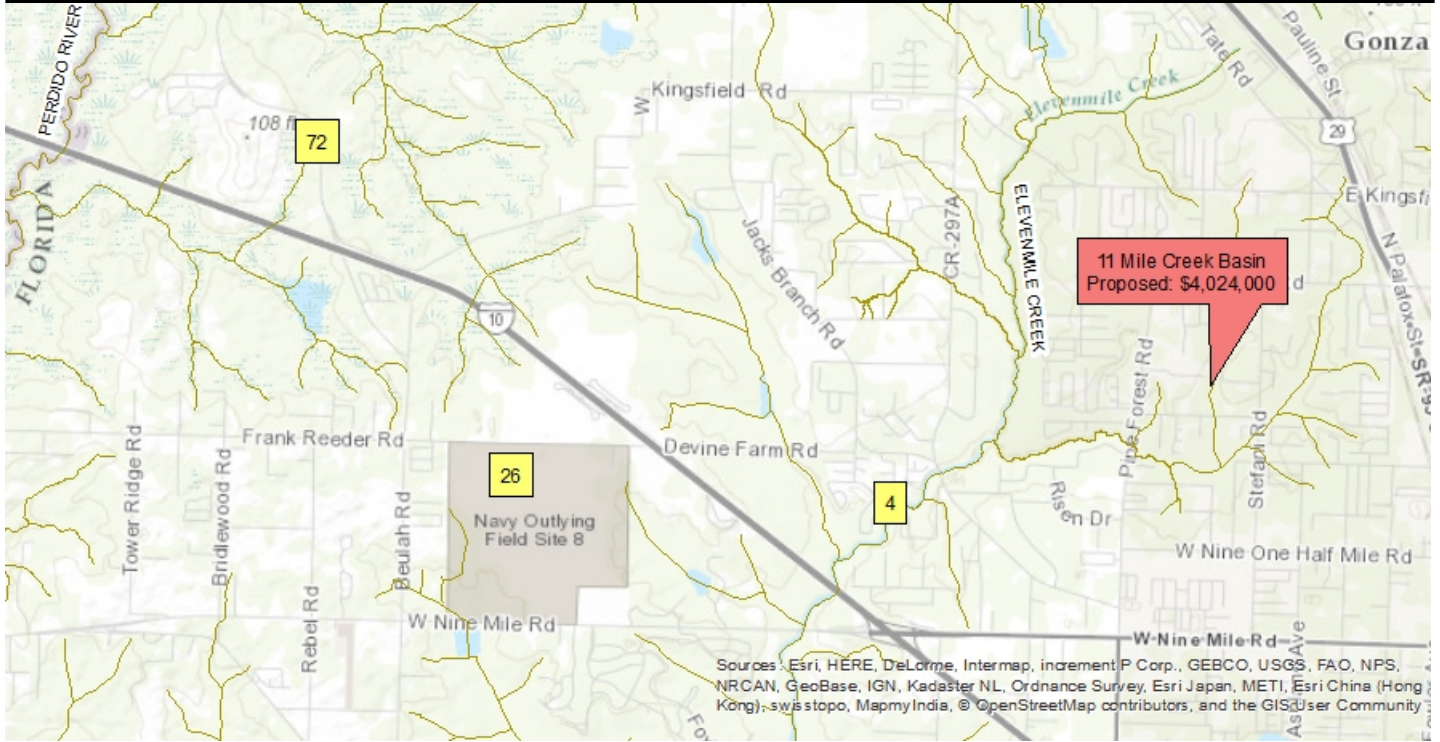 PERDIDO RIVER
FLORIDA
108 ft
72
W Kingsfield Rd
Elevenmile Creek
Tate Rd
Pauline St
Gonza
29
E Kingsfi
N Palafox St
SR-95
CR-297A
ELEVENMILE CREEK
11 Mile Creek Basin
Proposed: $4,024,000
d
Jacks Branch Rd
10
Pine Forest Rd
Stefani Rd
Frank Reeder Rd
Devine Farm Rd
Tower Ridge Rd
Bridlewood Rd
Rebel Rd
Beulah Rd
26
Navy Outlying
Field Site 8
4
Risen Dr
W Nine One Half Mile Rd
W Nine Mile Rd
W Nine Mile Rd
Fo
Sources: Esri, HERE, DeLorme, Intermap, increment P Corp., GEBCO, USGS, FAO, NPS,
NRCAN, GeoBase, IGN, Kadaster NL, Ordnance Survey, Esri Japan, METI, Esri China (Hong
Kong), swisstopo, MapmyIndia, © OpenStreetMap contributors, and the GIS User Community